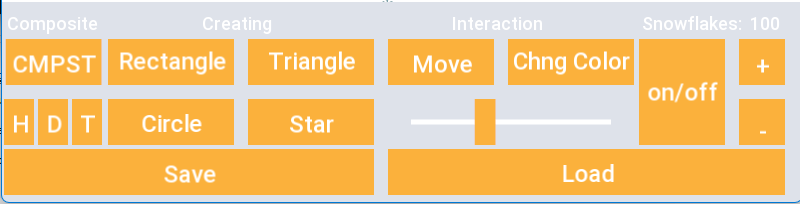 Composite Creating Interaction Snowflakes: 100
CMPST Rectangle Triangle Move Chng Color on/off +
H D T Circle Star -
Save Load